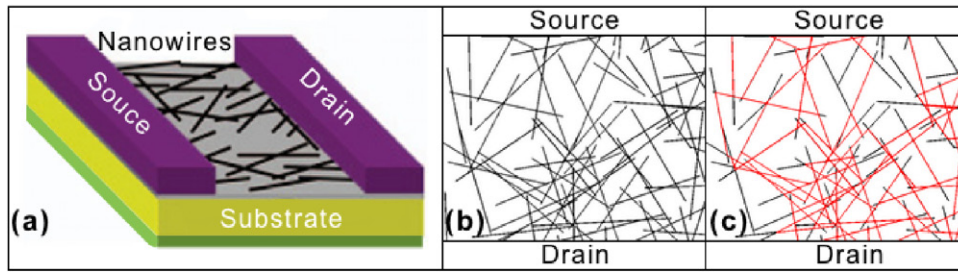 Nanowires
Souce
Drain
Substrate
(a)
Source
(b)
Drain
Source
(c)
Drain